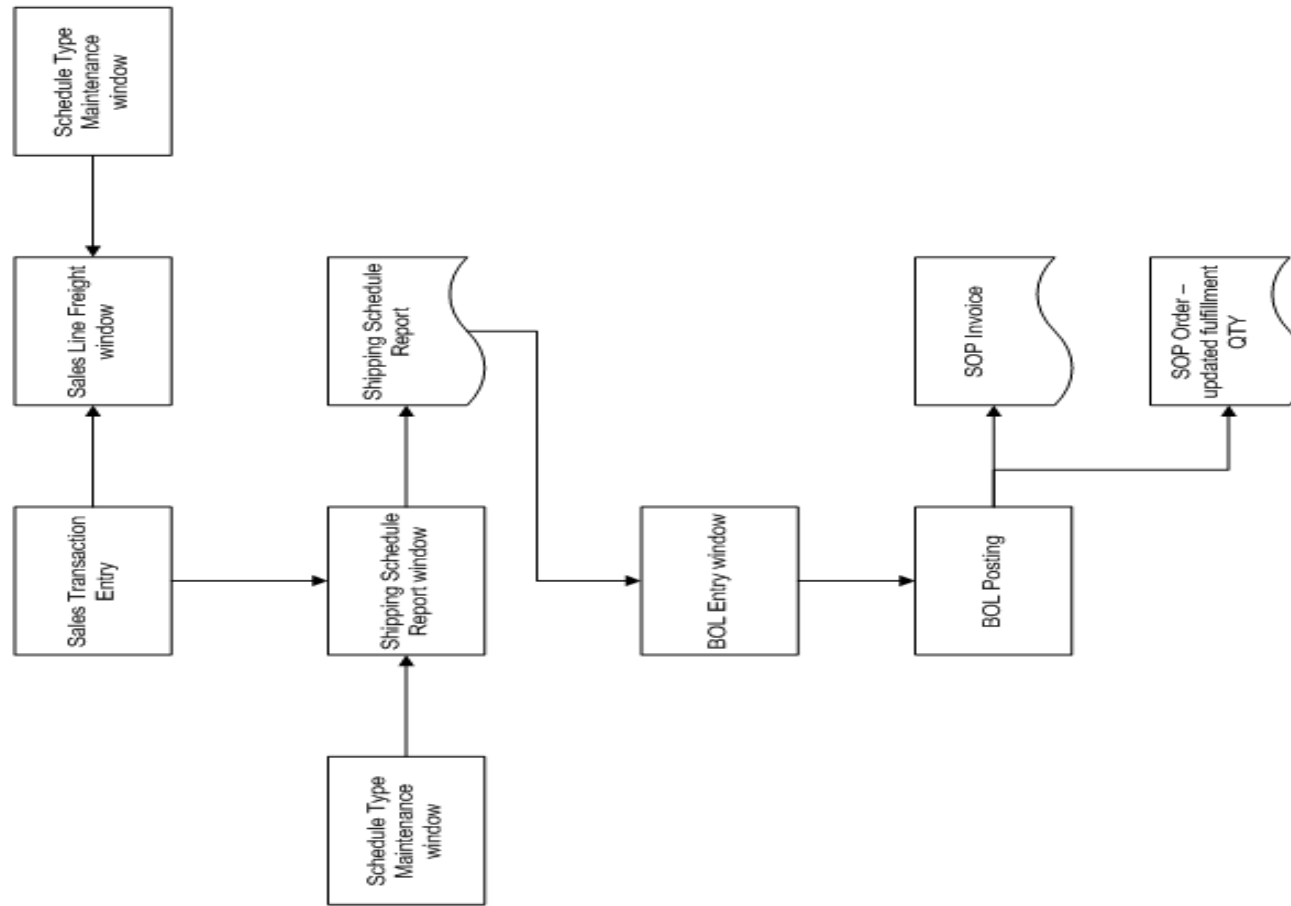 Schedule Type
Maintenance
window
Sales Line Freight
window
Sales Transaction
Entry
Shipping Schedule
Report
Shipping Schedule
Report window
Schedule Type
Maintenance
window
BOL Entry window
SOP Invoice
BOL Posting
SOP Order –
updated fulfillment
QTY